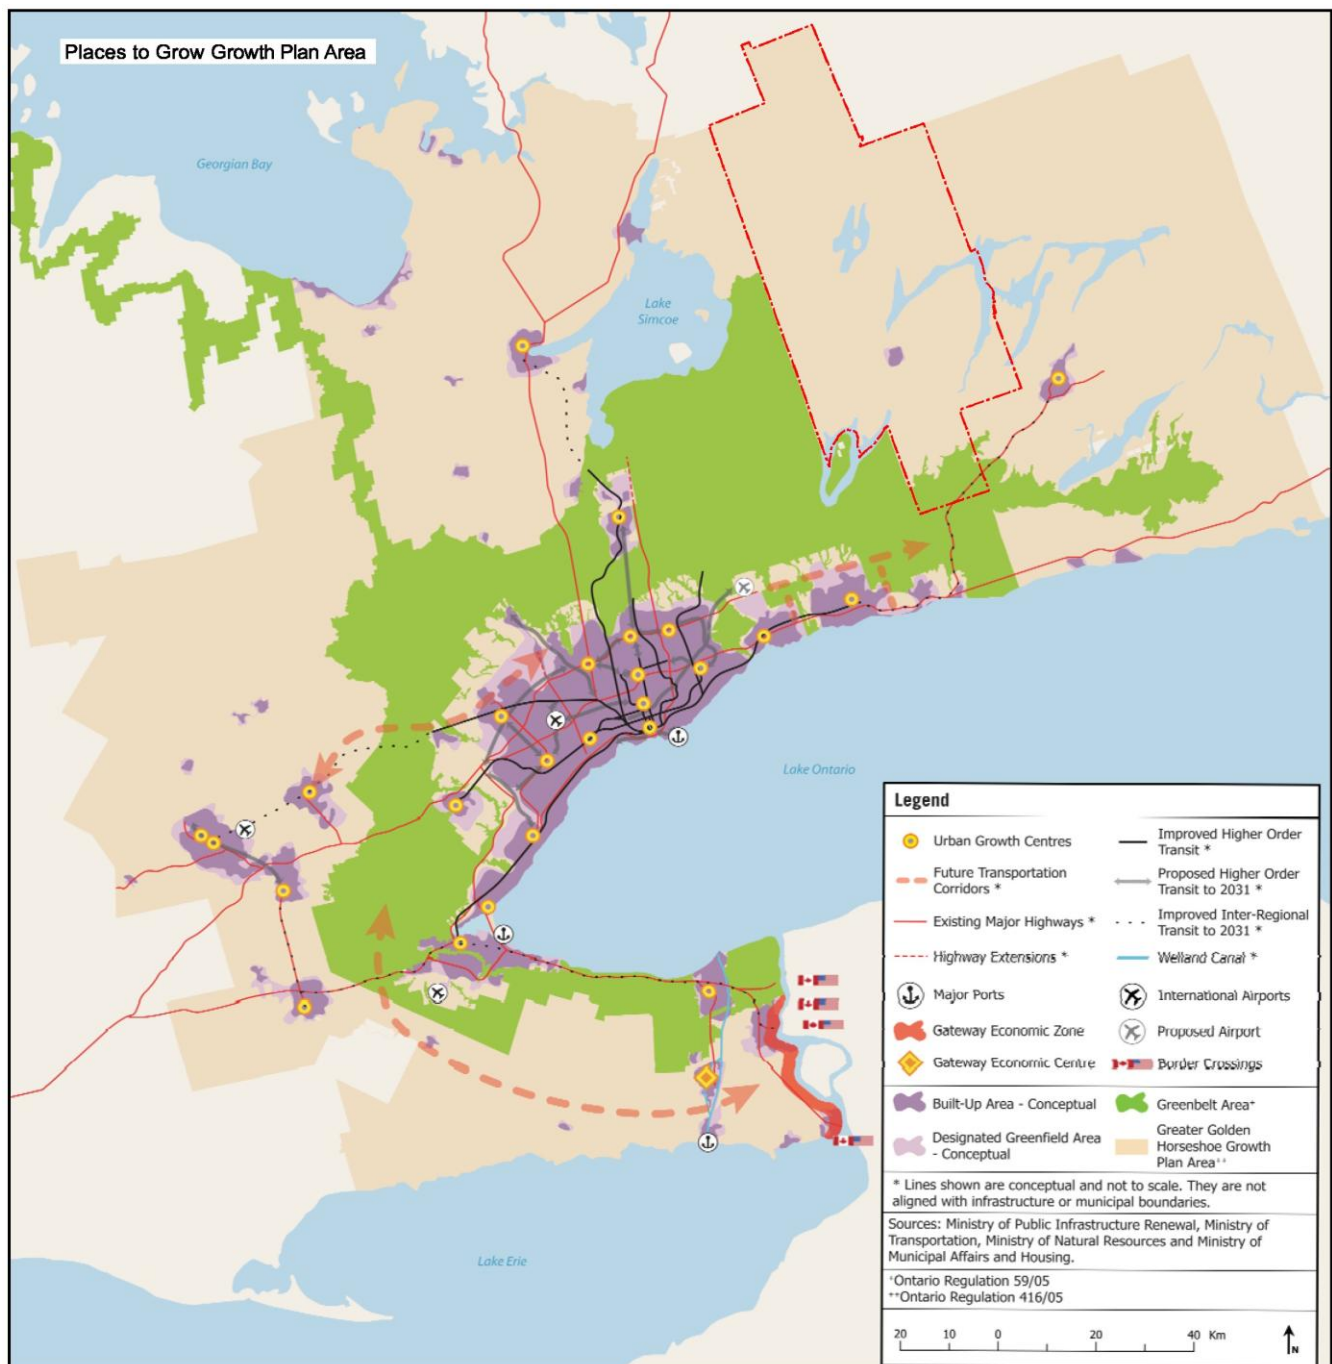 Places to Grow Growth Plan Area
Georgian Bay
Lake
Simcoe
Lake Ontario
Lake Erie
Legend
Urban Growth Centres
Future Transportation
Corridors *
Existing Major Highways *
Highway Extensions *
Major Ports
Gateway Economic Zone
Gateway Economic Centre
Improved Higher Order
Transit *
Proposed Higher Order
Transit to 2031 *
Improved Inter-Regional
Transit to 2031 *
Welland Canal *
International Airports
Proposed Airport
Border Crossings
Built-Up Area - Conceptual
Designated Greenfield Area
- Conceptual
Greenbelt Area+
Greater Golden
Horseshoe Growth
Plan Area++
* Lines shown are conceptual and not to scale. They are not
aligned with infrastructure or municipal boundaries.
Sources: Ministry of Public Infrastructure Renewal, Ministry of
Transportation, Ministry of Natural Resources and Ministry of
Municipal Affairs and Housing.
+Ontario Regulation 59/05
++Ontario Regulation 416/05
20 10 0 20 40 Km
N